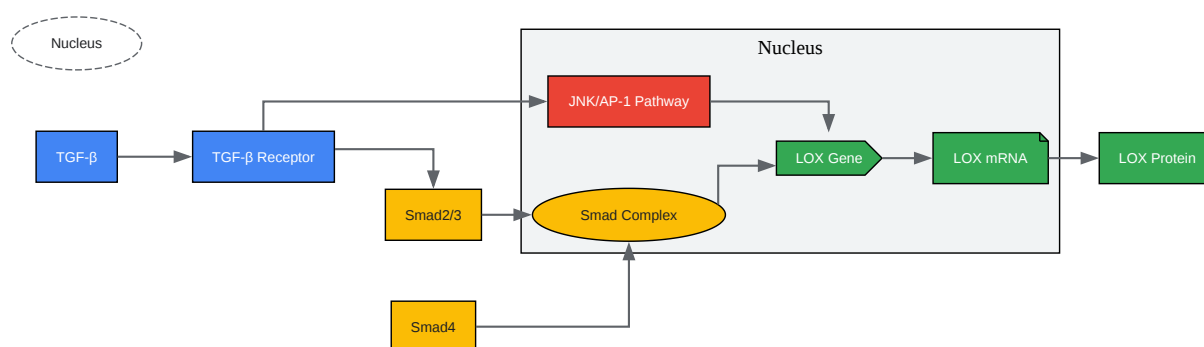 Nucleus
Nucleus
JNK/AP-1 Pathway
TGF-β
TGF-β Receptor
LOX Gene
LOX mRNA
LOX Protein
Smad2/3
Smad Complex
Smad4